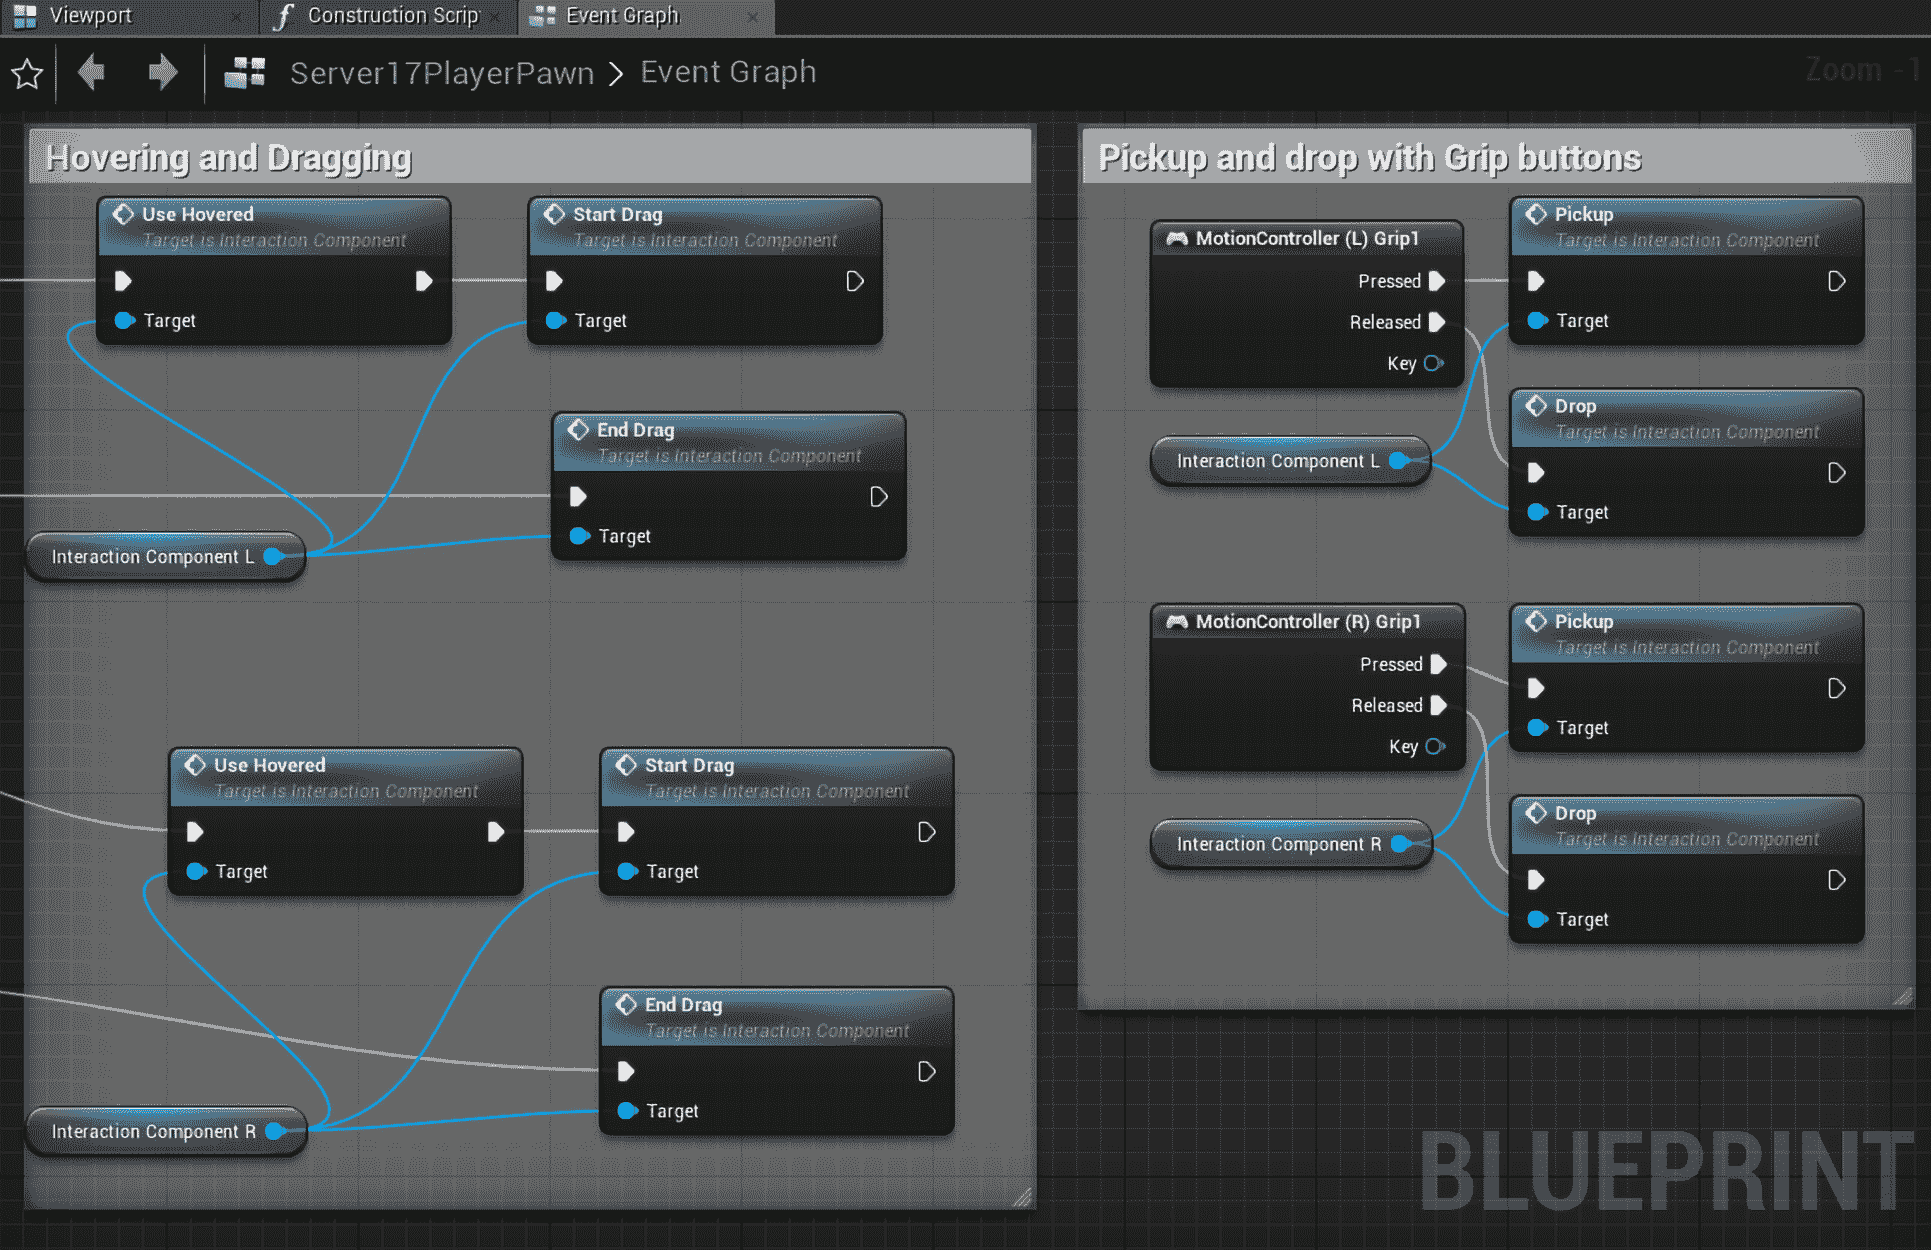 Viewport
Construction Scrip
Event Graph
Server17PlayerPawn > Event Graph
Zoom -1
Hovering and Dragging
Use Hovered
Target is Interaction Component
Target
Start Drag
Target is Interaction Component
Target
End Drag
Target is Interaction Component
Target
Interaction Component L
Use Hovered
Target is Interaction Component
Target
Start Drag
Target is Interaction Component
Target
End Drag
Target is Interaction Component
Target
Interaction Component R
Pickup and drop with Grip buttons
MotionController (L) Grip1
Pressed
Released
Key
Pickup
Target is Interaction Component
Target
Drop
Target is Interaction Component
Target
Interaction Component L
MotionController (R) Grip1
Pressed
Released
Key
Pickup
Target is Interaction Component
Target
Drop
Target is Interaction Component
Target
Interaction Component R
BLUEPRINT